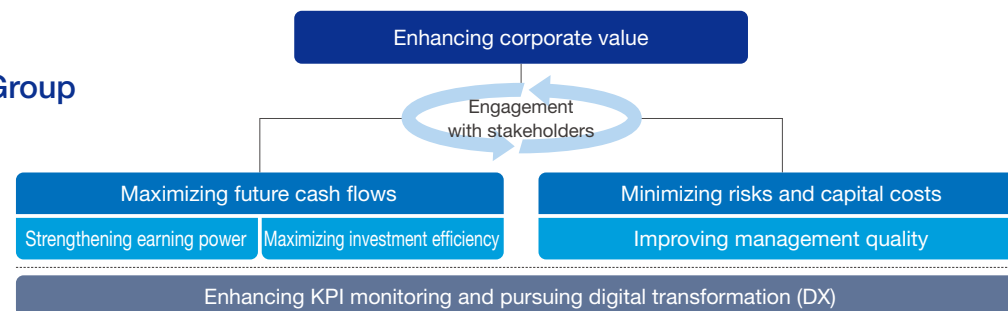 Enhancing corporate value
Group
Engagement
with stakeholders
Maximizing future cash flows
Minimizing risks and capital costs
Strengthening earning power
Maximizing investment efficiency
Improving management quality
Enhancing KPI monitoring and pursuing digital transformation (DX)